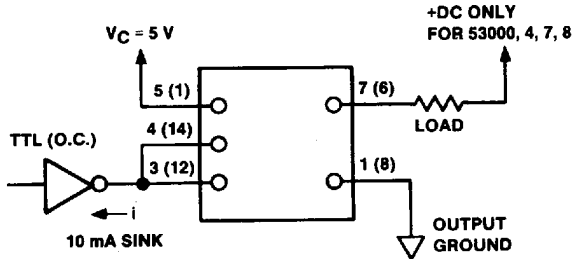 +DC ONLY
FOR 53000, 4, 7, 8
VC = 5 V
5 (1)
7 (6)
4 (14)
LOAD
TTL (O.C.)
3 (12)
1 (8)
i
10 mA SINK
OUTPUT
GROUND